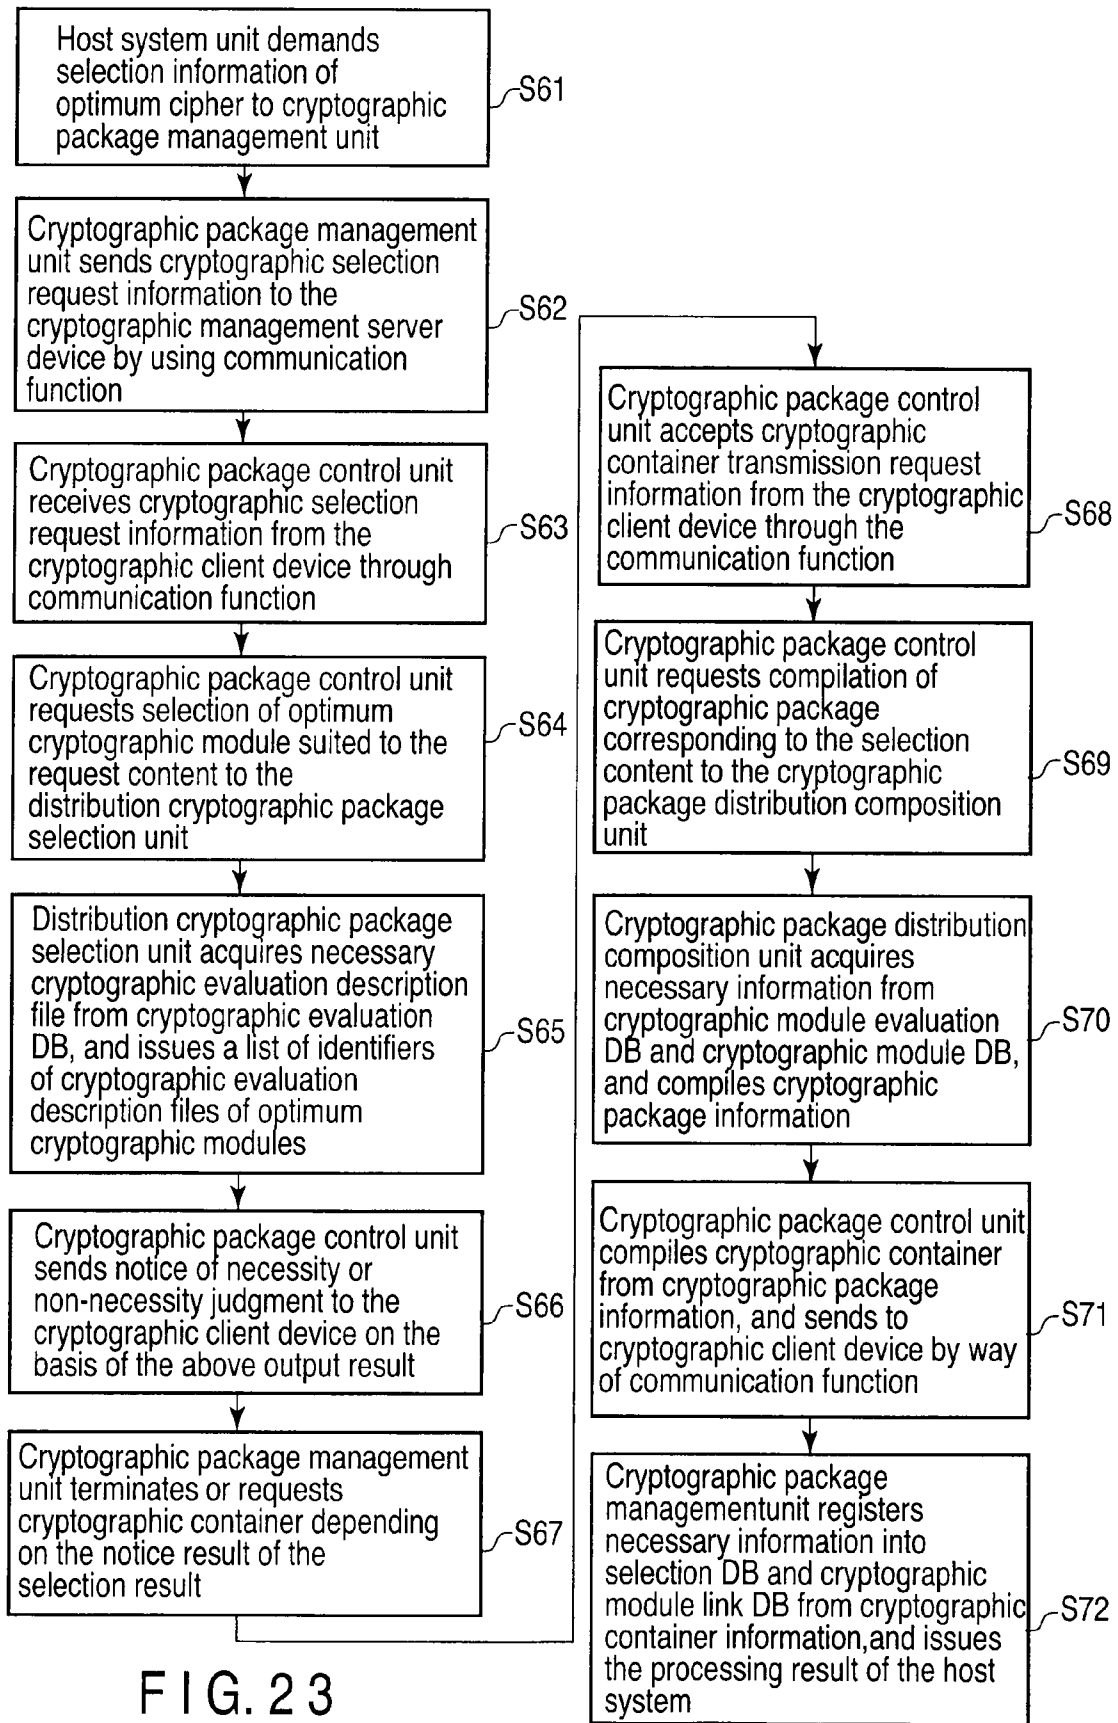 Host system unit demands
selection information of
optimum cipher to cryptographic
package management unit
S61
Cryptographic package management
unit sends cryptographic selection
request information to the
cryptographic management server
device by using communication
function
S62
Cryptographic package control unit
receives cryptographic selection
request information from the
cryptographic client device through
communication function
S63
Cryptographic package control unit
requests selection of optimum
cryptographic module suited to the
request content to the
distribution cryptographic package
selection unit
S64
Distribution cryptographic package
selection unit acquires necessary
cryptographic evaluation description
file from cryptographic evaluation
DB, and issues a list of identifiers
of cryptographic evaluation
description files of optimum
cryptographic modules
S65
Cryptographic package control unit
sends notice of necessity or
non-necessity judgment to the
cryptographic client device on the
basis of the above output result
S66
Cryptographic package management
unit terminates or requests
cryptographic container depending
on the notice result of the
selection result
S67
Cryptographic package control
unit accepts cryptographic
container transmission request
information from the cryptographic
client device through the
communication function
S68
Cryptographic package control
unit requests compilation of
cryptographic package
corresponding to the selection
content to the cryptographic
package distribution composition
unit
S69
Cryptographic package distribution
composition unit acquires
necessary information from
cryptographic module evaluation
DB and cryptographic module DB,
and compiles cryptographic
package information
S70
Cryptographic package control unit
compiles cryptographic container
from cryptographic package
information, and sends to
cryptographic client device by way
of communication function
S71
Cryptographic package
managementunit registers
necessary information into
selection DB and cryptographic
module link DB from cryptographic
container information,and issues
the processing result of the host
system
S72
FIG. 23